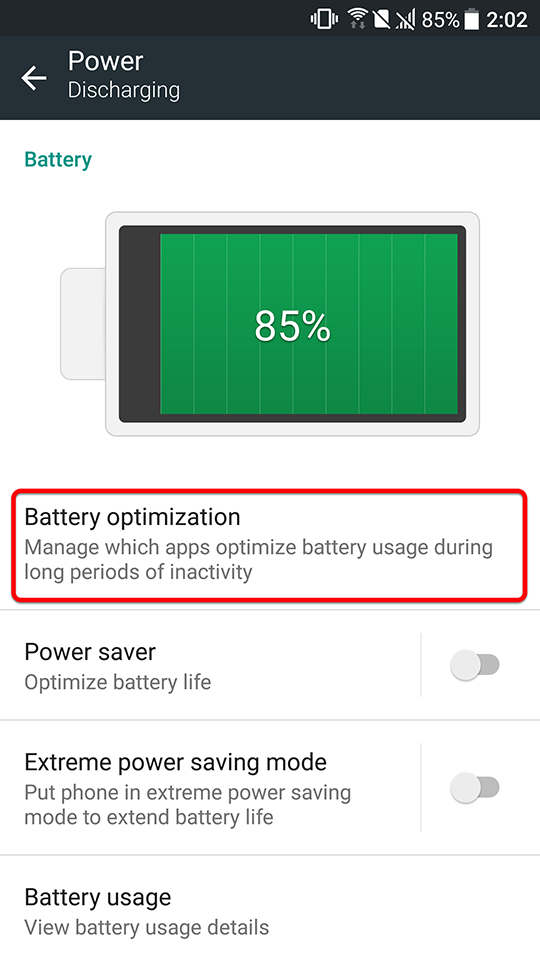 85% 2:02
Power
Discharging
Battery
85%
Battery optimization
Manage which apps optimize battery usage during
long periods of inactivity
Power saver
Optimize battery life
Extreme power saving mode
Put phone in extreme power saving
mode to extend battery life
Battery usage
View battery usage details